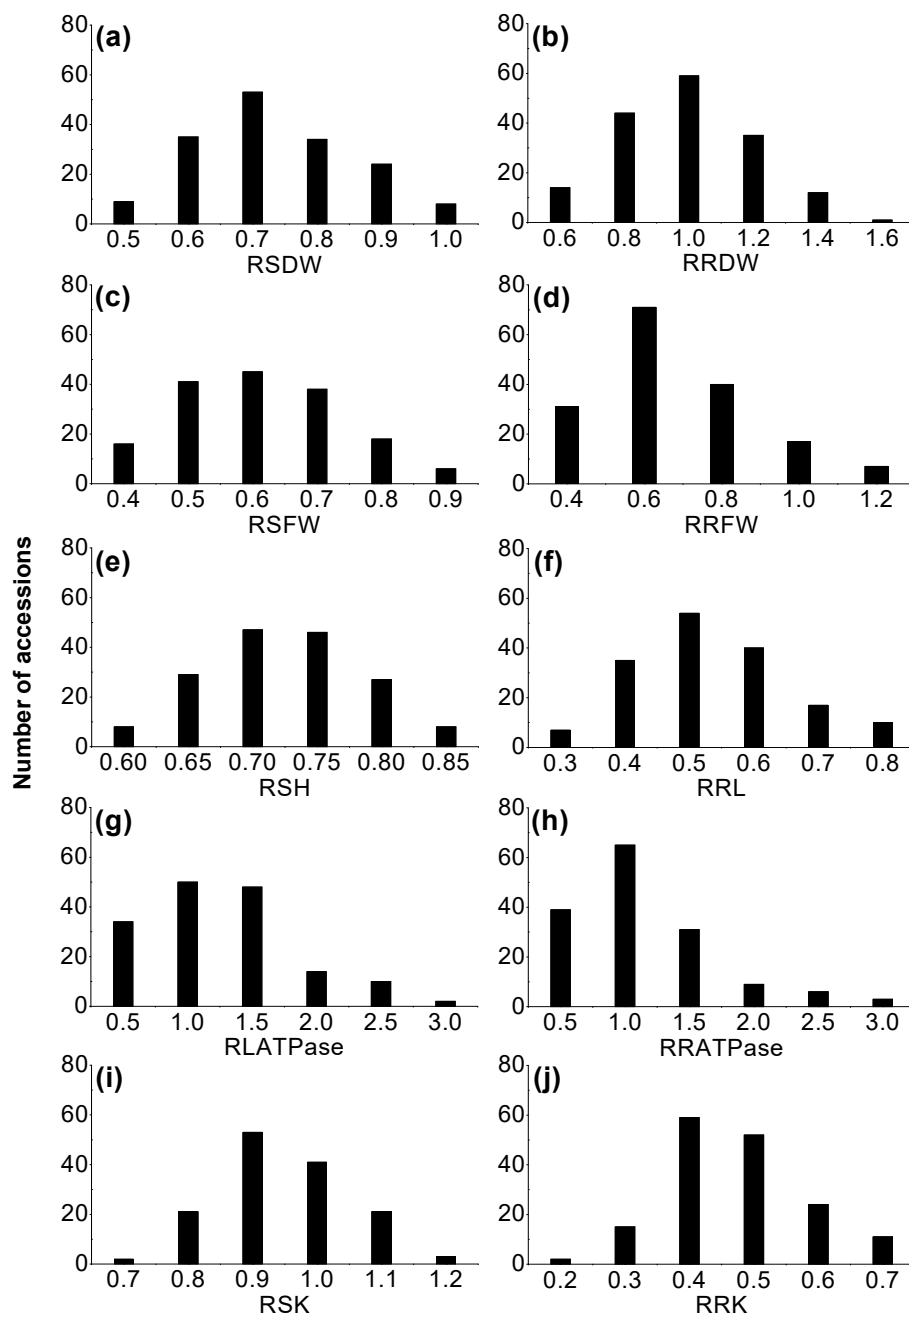 Number of accessions
(a)
80
60
40
20
0
0.5 0.6 0.7 0.8 0.9 1.0
RSDW
(b)
80
60
40
20
0
0.6 0.8 1.0 1.2 1.4 1.6
RRDW
(c)
80
60
40
20
0
0.4 0.5 0.6 0.7 0.8 0.9
RSFW
(d)
80
60
40
20
0
0.4 0.6 0.8 1.0 1.2
RRFW
(e)
80
60
40
20
0
0.60 0.65 0.70 0.75 0.80 0.85
RSH
(f)
80
60
40
20
0
0.3 0.4 0.5 0.6 0.7 0.8
RRL
(g)
80
60
40
20
0
0.5 1.0 1.5 2.0 2.5 3.0
RLATPase
(h)
80
60
40
20
0
0.5 1.0 1.5 2.0 2.5 3.0
RRATPase
(i)
80
60
40
20
0
0.7 0.8 0.9 1.0 1.1 1.2
RSK
(j)
80
60
40
20
0
0.2 0.3 0.4 0.5 0.6 0.7
RRK